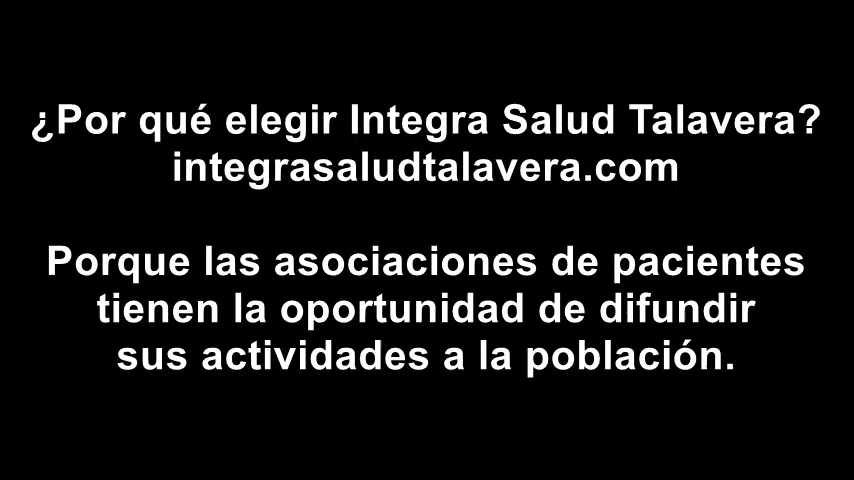 ¿Por qué elegir Integra Salud Talavera?
integrasaludtalavera.com
Porque las asociaciones de pacientes
tienen la oportunidad de difundir
sus actividades a la población.